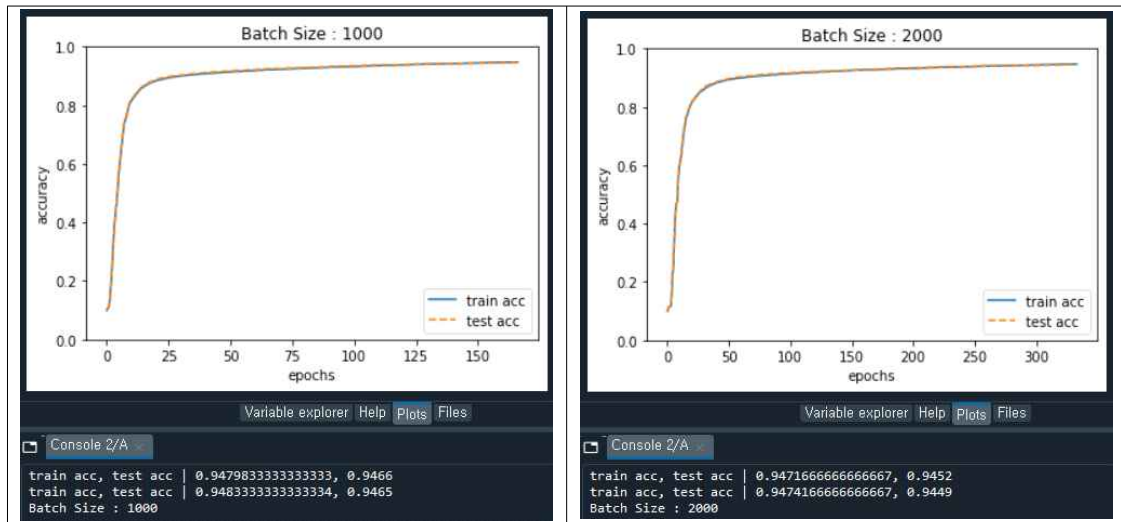 Batch Size : 1000
1.0
0.8
0.6
0.4
0.2
0.0
accuracy
train acc
test acc
0 25 50 75 100 125 150
epochs
Variable explorer Help Plots Files
Console 2/A
train acc, test acc | 0.9479833333333333, 0.9466
train acc, test acc | 0.9483333333333334, 0.9465
Batch Size : 1000
Batch Size : 2000
1.0
0.8
0.6
0.4
0.2
0.0
accuracy
train acc
test acc
0 50 100 150 200 250 300
epochs
Variable explorer Help Plots Files
Console 2/A
train acc, test acc | 0.9471666666666667, 0.9452
train acc, test acc | 0.9474166666666667, 0.9449
Batch Size : 2000